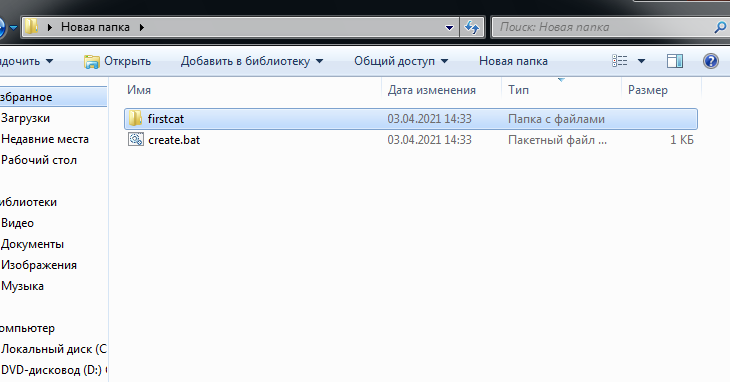 Новая папка
Поиск: Новая папка
дочить
Открыть
Добавить в библиотеку
Общий доступ
Новая папка
збранное
Загрузки
Недавние места
Рабочий стол
иблиотеки
Видео
Документы
Изображения
Музыка
омпьютер
Локальный диск (C
DVD-дисковод (D:)
Имя Дата изменения Тип Размер
firstcat 03.04.2021 14:33 Папка с файлами
create.bat 03.04.2021 14:33 Пакетный файл ... 1 КБ